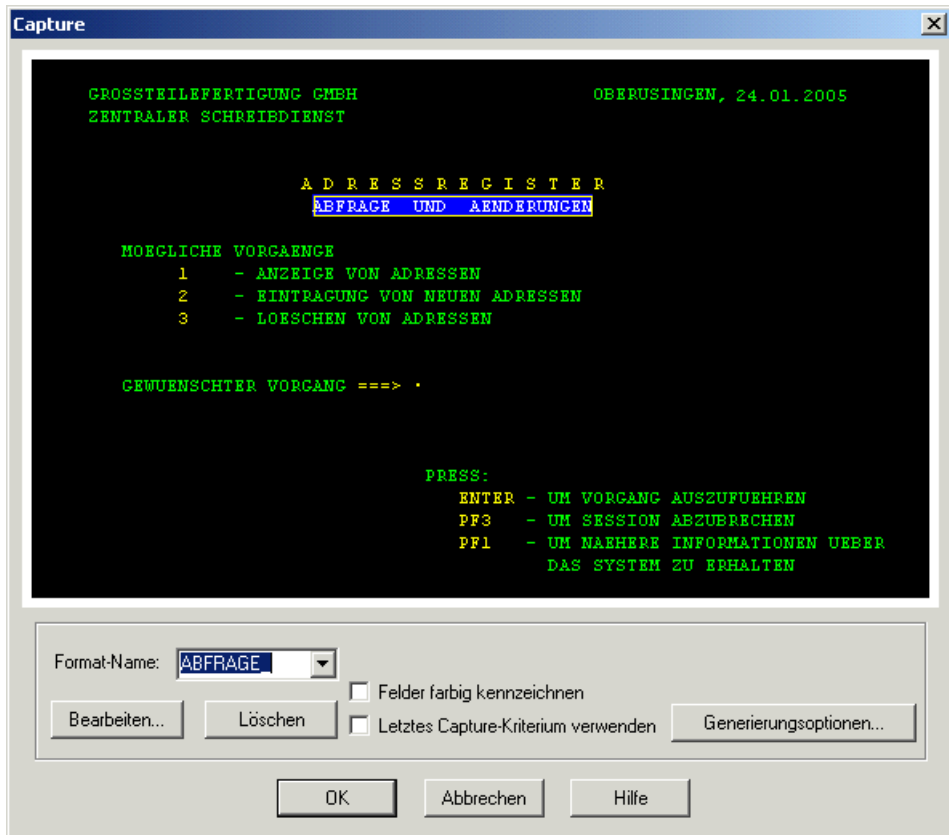 Capture
GROSSTEILEFERTIGUNG GMBH OBERUSINGEN, 24.01.2005
ZENTRALER SCHREIBDIENST
A D R E S S R E G I S T E R
ABFRAGE UND AENDERUNGEN
MOEGLICHE VORGAENGE
1 - ANZEIGE VON ADRESSEN
2 - EINTRAGUNG VON NEUEN ADRESSEN
3 - LOESCHEN VON ADRESSEN
GEWUENSCHTER VORGANG ===> .
PRESS:
ENTER - UM VORGANG AUSZUFUEHREN
PF3 - UM SESSION ABZUBRECHEN
PF1 - UM NAEHERE INFORMATIONEN UEBER
DAS SYSTEM ZU ERHALTEN
Format-Name: ABFRAGE_
Felder farbig kennzeichnen
Bearbeiten... Löschen Letztes Capture-Kriterium verwenden Generierungsoptionen...
OK Abbrechen Hilfe